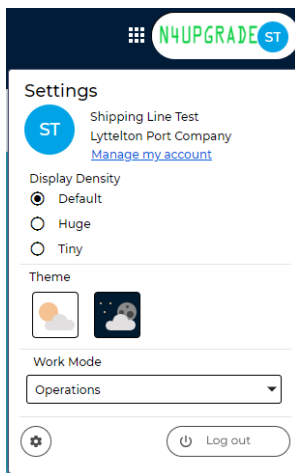 N4UPGRADE ST
Settings
ST
Shipping Line Test
Lyttelton Port Company
Manage my account
Display Density
Default
Huge
Tiny
Theme
Work Mode
Operations
Log out